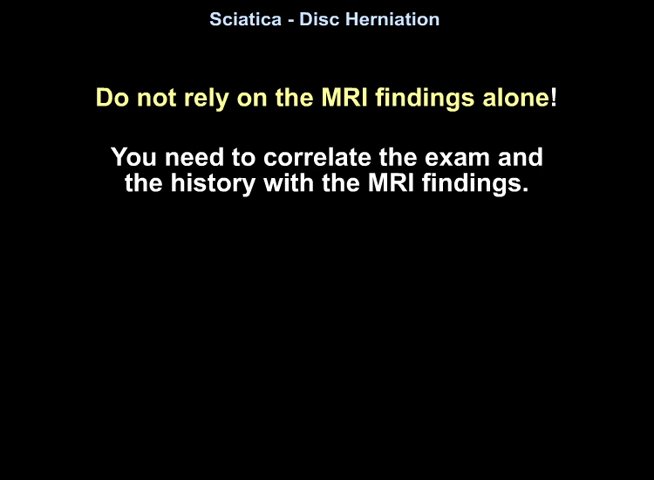 Sciatica - Disc Herniation
Do not rely on the MRI findings alone!
You need to correlate the exam and
the history with the MRI findings.